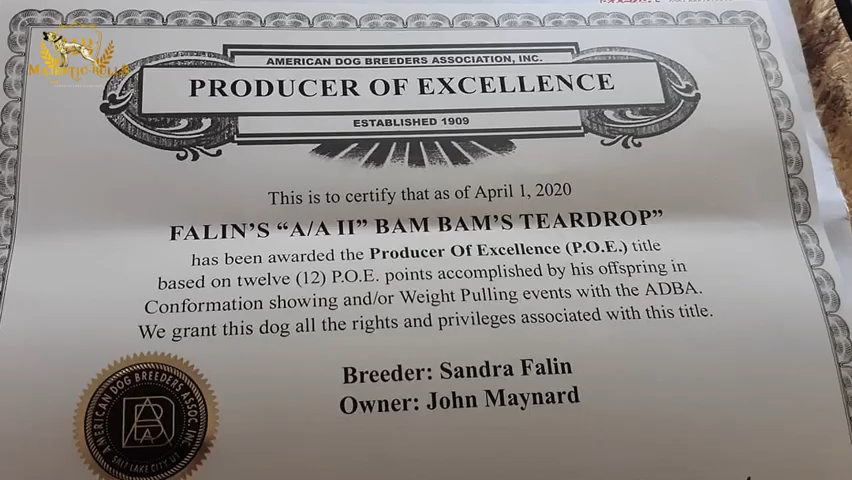 MAJESTIC BULLS
AMERICAN DOG BREEDERS ASSOCIATION, INC.
PRODUCER OF EXCELLENCE
ESTABLISHED 1909
This is to certify that as of April 1, 2020
FALIN'S "A/A II" BAM BAM'S TEARDROP"
has been awarded the Producer Of Excellence (P.O.E.) title
based on twelve (12) P.O.E. points accomplished by his offspring in
Conformation showing and/or Weight Pulling events with the ADBA.
We grant this dog all the rights and privileges associated with this title.
Breeder: Sandra Falin
Owner: John Maynard
AMERICAN DOG BREEDERS ASSOC. INC.
ADBA
SALT LAKE CITY UT